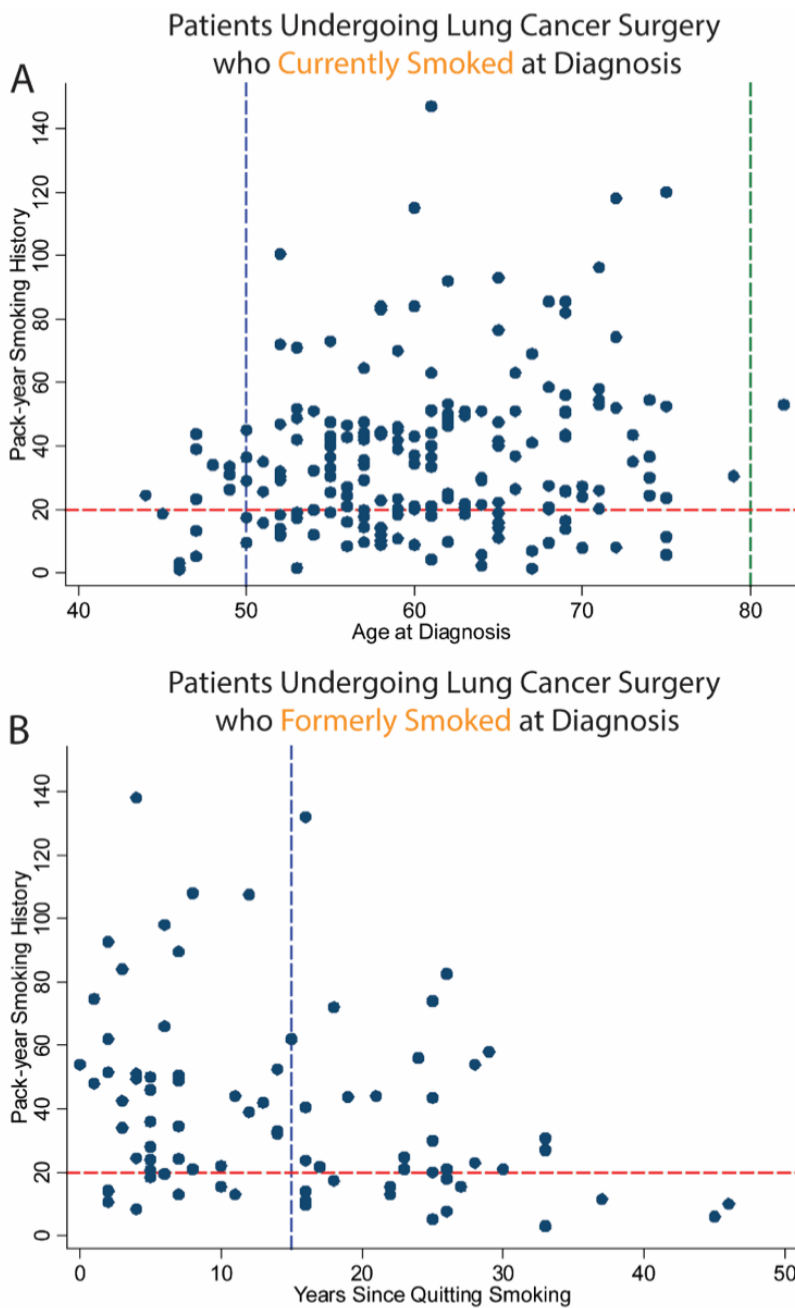 Patients Undergoing Lung Cancer Surgery
who Currently Smoked at Diagnosis
A
Pack-year Smoking History
140
120
100
80
60
40
20
0
40 50 60 70 80
Age at Diagnosis
Patients Undergoing Lung Cancer Surgery
who Formerly Smoked at Diagnosis
B
Pack-year Smoking History
140
120
100
80
60
40
20
0
0 10 20 30 40 50
Years Since Quitting Smoking